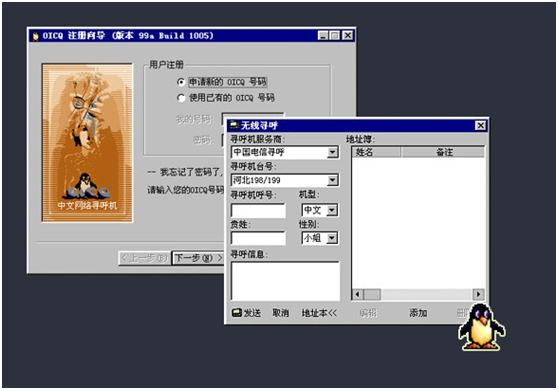 OICQ 注册向导 (版本 99a Build 1005)
用户注册
申请新的 OICQ 号码
使用已有的 OICQ 号码
我的号码:
密码:
-- 我忘记了密码了,
请输入您的OICQ号码
中文网络寻呼机
<上一步(B)
下一步(N) >
无线寻呼
寻呼机服务商:
中国电信寻呼
寻呼机台号:
河北198/199
寻呼机呼号:
机型:
中文
贵姓:
性别:
小姐
寻呼信息:
地址簿:
姓名
备注
发送
取消
地址本<<
编辑
添加